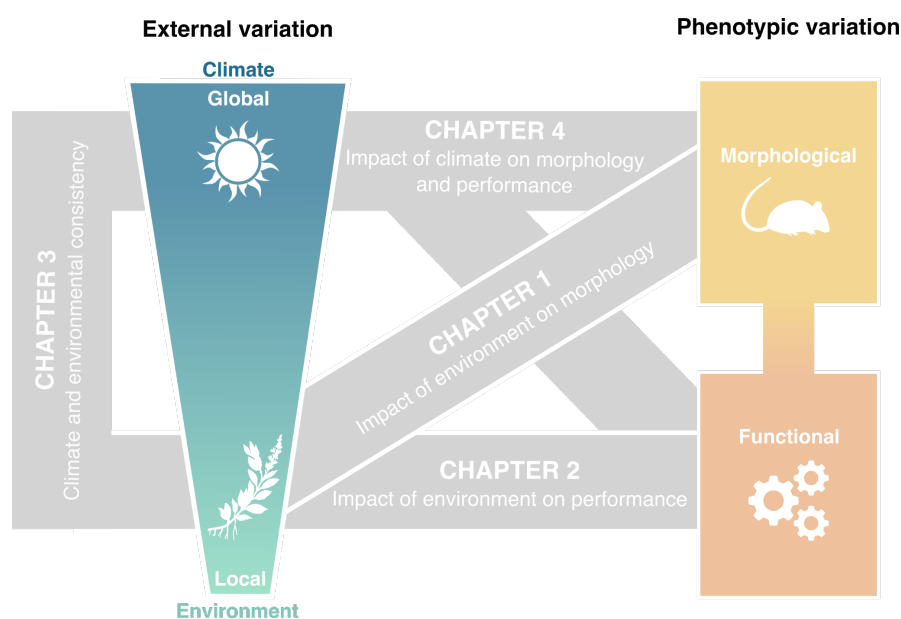 External variation
Phenotypic variation
Climate
Global
CHAPTER 4
Impact of climate on morphology
and performance
Morphological
CHAPTER 3
Climate and environmental consistency
CHAPTER 1
Impact of environment on morphology
Functional
CHAPTER 2
Impact of environment on performance
Local
Environment